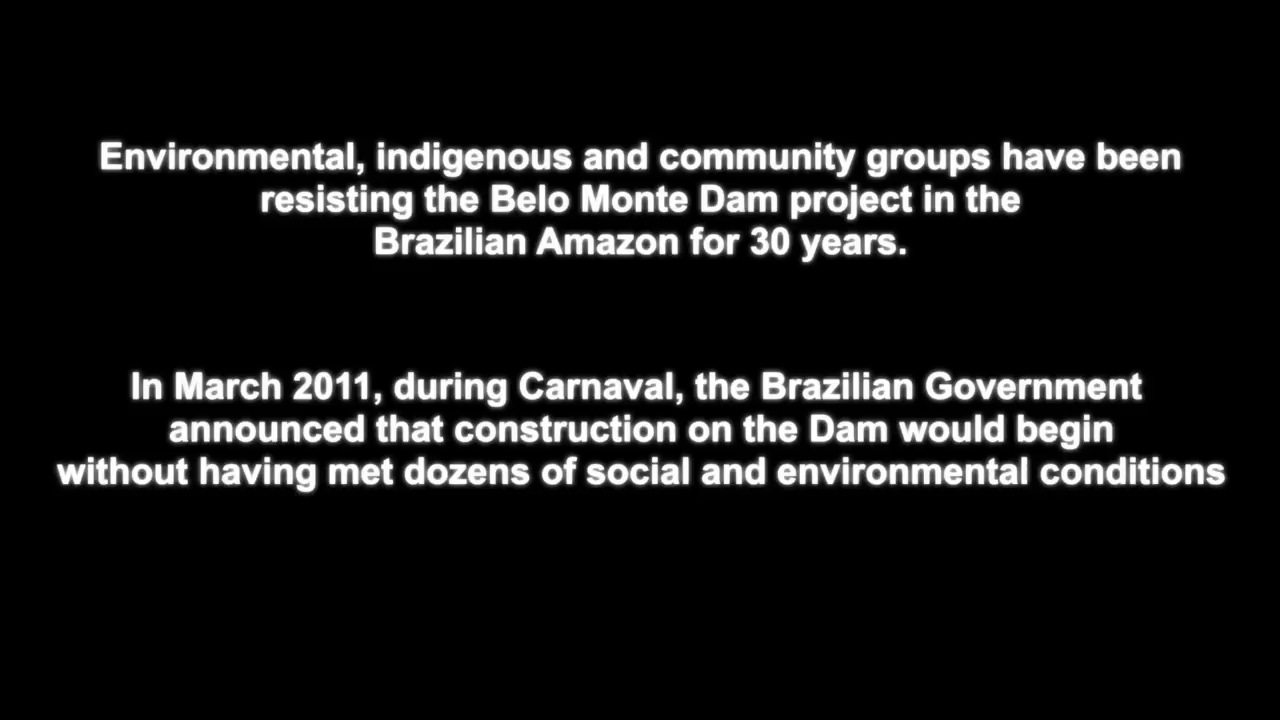 Environmental, indigenous and community groups have been
resisting the Belo Monte Dam project in the
Brazilian Amazon for 30 years.
In March 2011, during Carnaval, the Brazilian Government
announced that construction on the Dam would begin
without having met dozens of social and environmental conditions